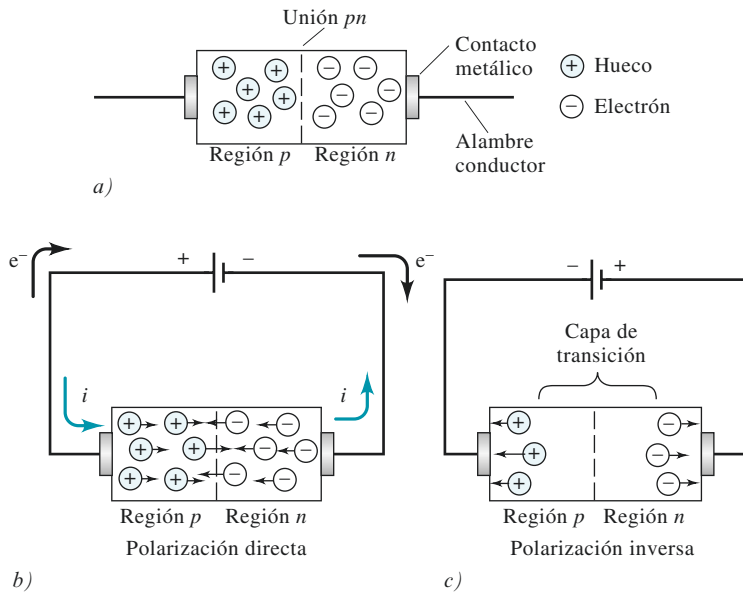 Unión pn
Contacto
metálico
+ Hueco
− Electrón
Alambre
conductor
Región p
Región n
a)
e−
+
−
e−
i
i
Región p
Región n
Polarización directa
b)
−
+
Capa de
transición
Región p
Región n
Polarización inversa
c)